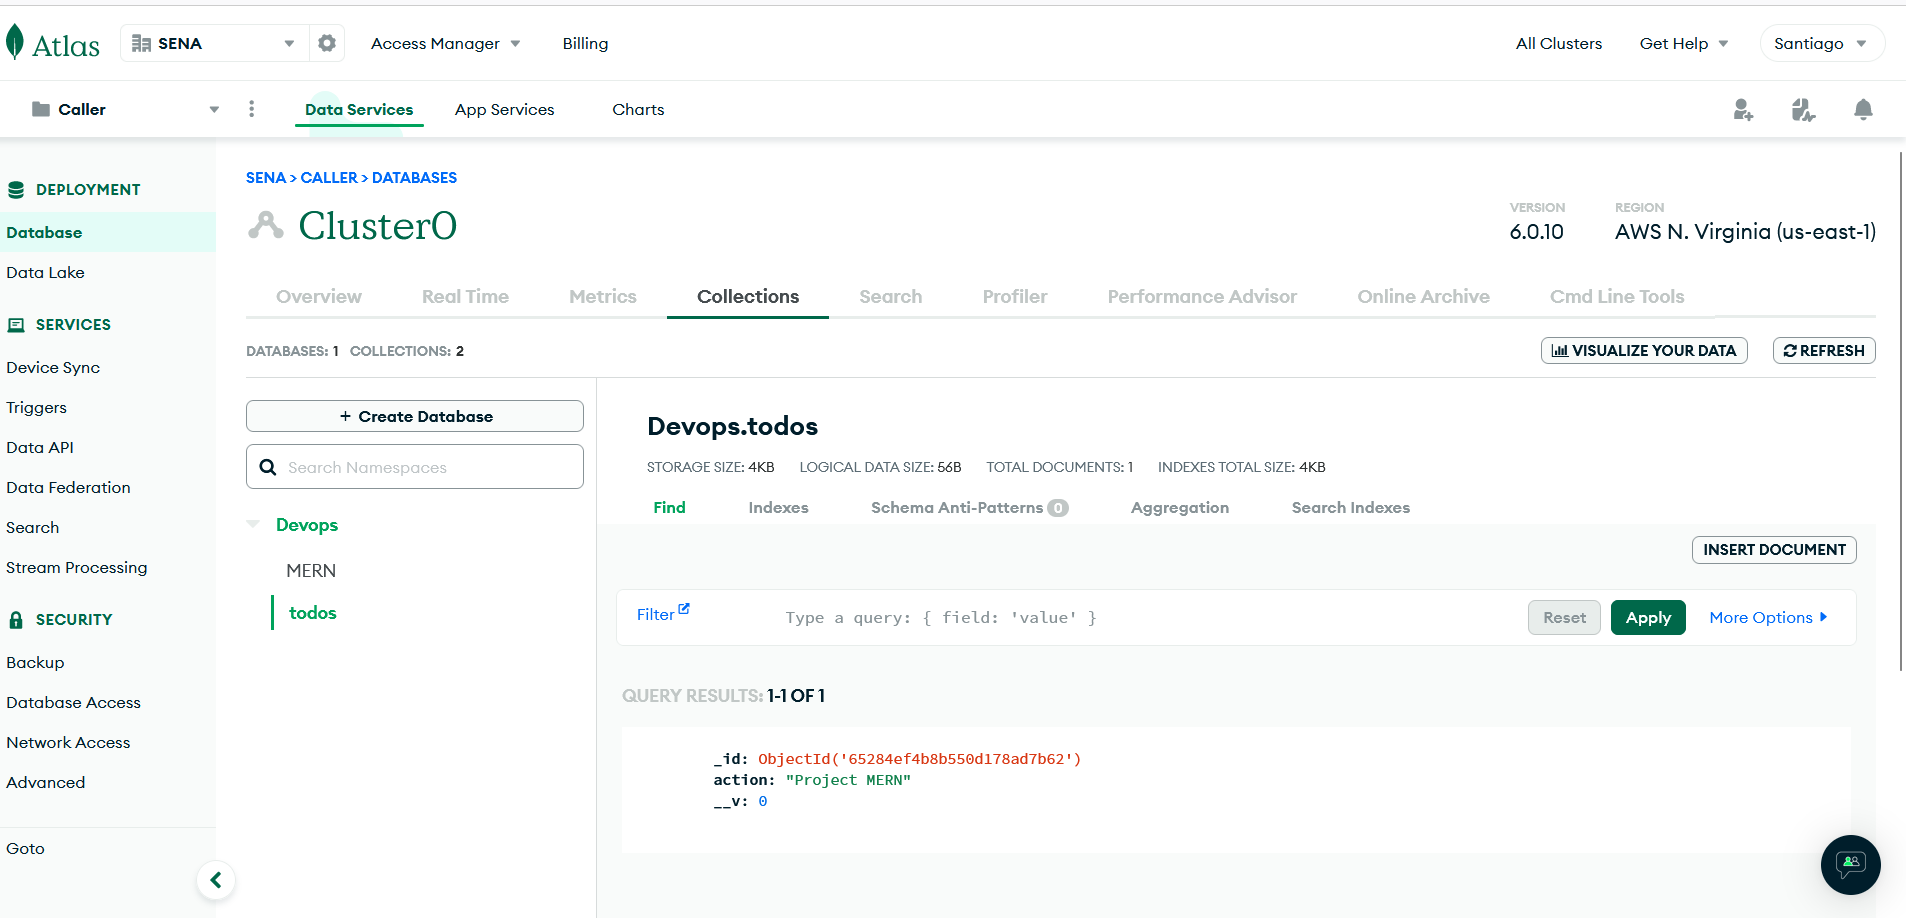 Atlas
SENA
Access Manager
Billing
All Clusters
Get Help
Santiago
Caller
Data Services
App Services
Charts
DEPLOYMENT
Database
Data Lake
SERVICES
Device Sync
Triggers
Data API
Data Federation
Search
Stream Processing
SECURITY
Backup
Database Access
Network Access
Advanced
Goto
SENA > CALLER > DATABASES
Cluster0
VERSION
6.0.10
REGION
AWS N. Virginia (us-east-1)
Overview
Real Time
Metrics
Collections
Search
Profiler
Performance Advisor
Online Archive
Cmd Line Tools
DATABASES: 1 COLLECTIONS: 2
VISUALIZE YOUR DATA
REFRESH
+ Create Database
Search Namespaces
Devops
MERN
todos
Devops.todos
STORAGE SIZE: 4KB
LOGICAL DATA SIZE: 56B
TOTAL DOCUMENTS: 1
INDEXES TOTAL SIZE: 4KB
Find
Indexes
Schema Anti-Patterns 0
Aggregation
Search Indexes
INSERT DOCUMENT
Filter
Type a query: { field: 'value' }
Reset
Apply
More Options
QUERY RESULTS: 1-1 OF 1
_id: ObjectId('65284ef4b8b550d178ad7b62')
action: "Project MERN"
__v: 0